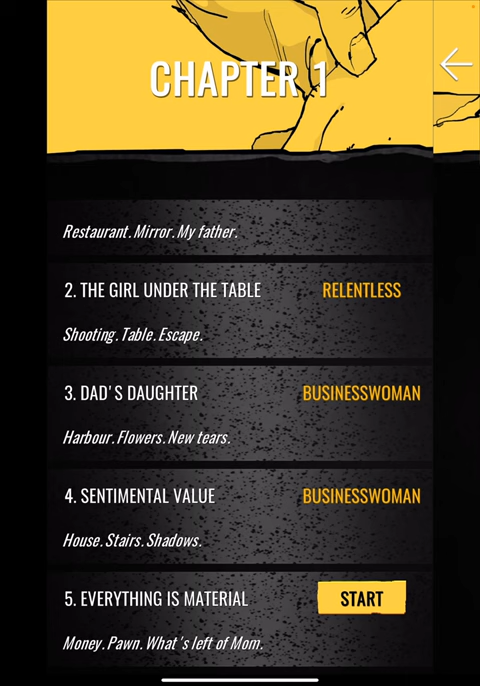 CHAPTER 1
Restaurant. Mirror. My father.
2. THE GIRL UNDER THE TABLE RELENTLESS
Shooting. Table. Escape.
3. DAD'S DAUGHTER BUSINESSWOMAN
Harbour. Flowers. New tears.
4. SENTIMENTAL VALUE BUSINESSWOMAN
House. Stairs. Shadows.
5. EVERYTHING IS MATERIAL START
Money. Pawn. What's left of Mom.